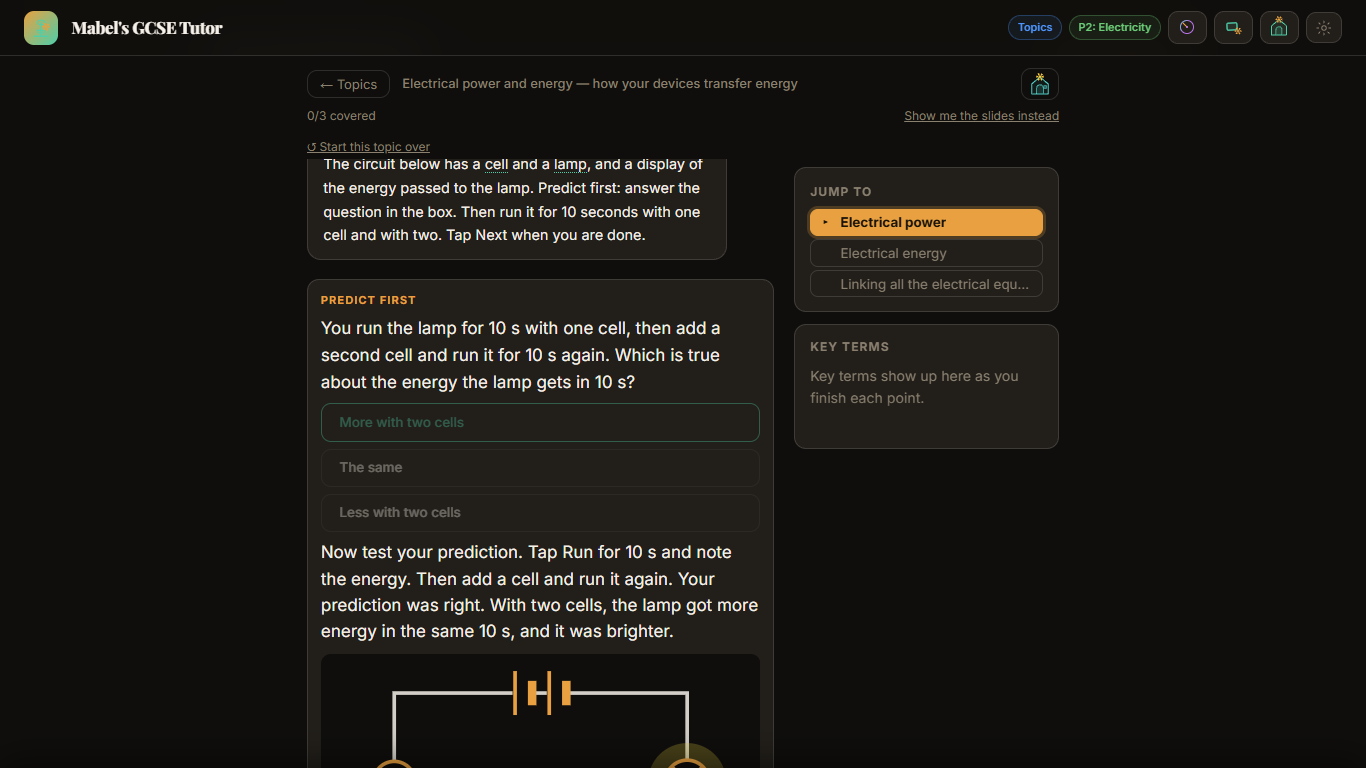 Mabel's GCSE Tutor
Topics
P2: Electricity
← Topics
Electrical power and energy — how your devices transfer energy
0/3 covered
Show me the slides instead
↺ Start this topic over
The circuit below has a cell and a lamp, and a display of
the energy passed to the lamp. Predict first: answer the
question in the box. Then run it for 10 seconds with one
cell and with two. Tap Next when you are done.
PREDICT FIRST
You run the lamp for 10 s with one cell, then add a
second cell and run it for 10 s again. Which is true
about the energy the lamp gets in 10 s?
More with two cells
The same
Less with two cells
Now test your prediction. Tap Run for 10 s and note
the energy. Then add a cell and run it again. Your
prediction was right. With two cells, the lamp got more
energy in the same 10 s, and it was brighter.
JUMP TO
‣ Electrical power
Electrical energy
Linking all the electrical equ...
KEY TERMS
Key terms show up here as you
finish each point.